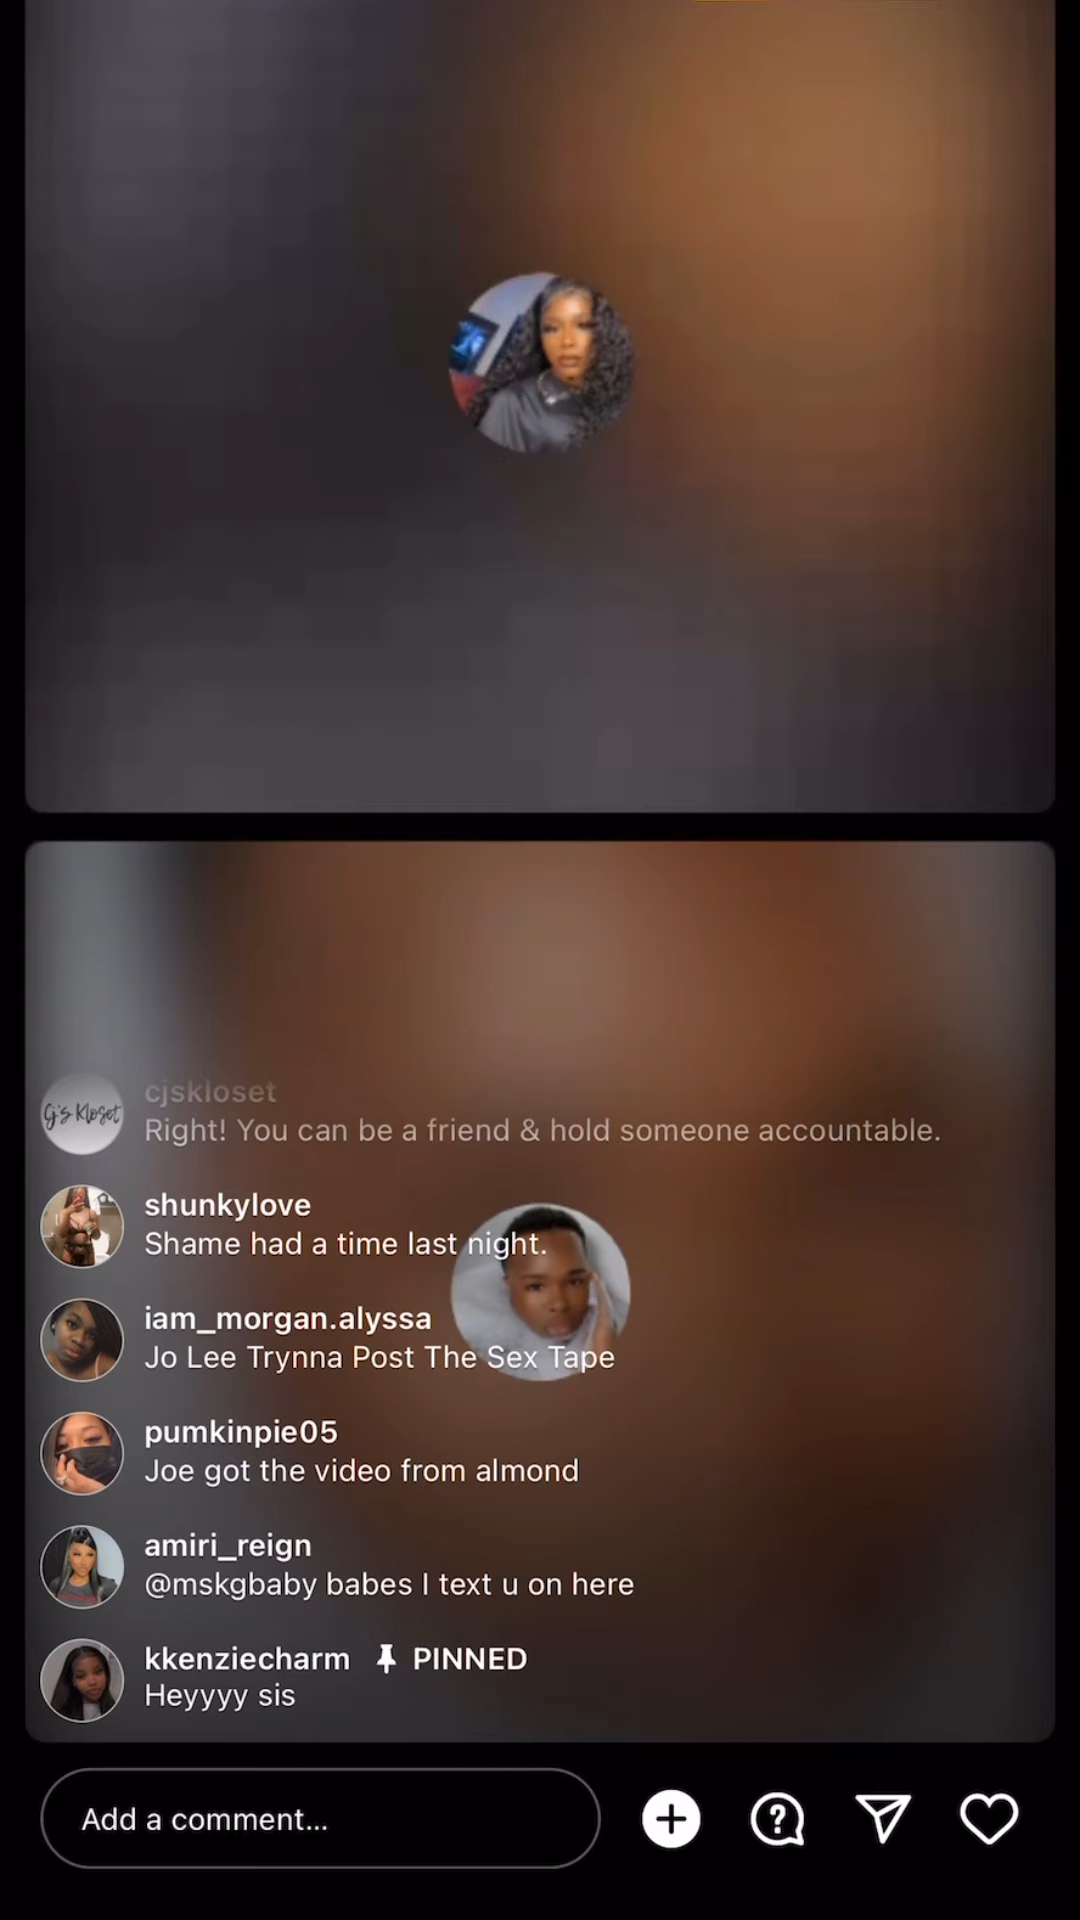 Cj's Kloset
cjskloset
Right! You can be a friend & hold someone accountable.
shunkylove
Shame had a time last night.
iam_morgan.alyssa
Jo Lee Trynna Post The Sex Tape
pumkinpie05
Joe got the video from almond
amiri_reign
@mskgbaby babes I text u on here
kkenziecharm PINNED
Heyyyy sis
Add a comment...